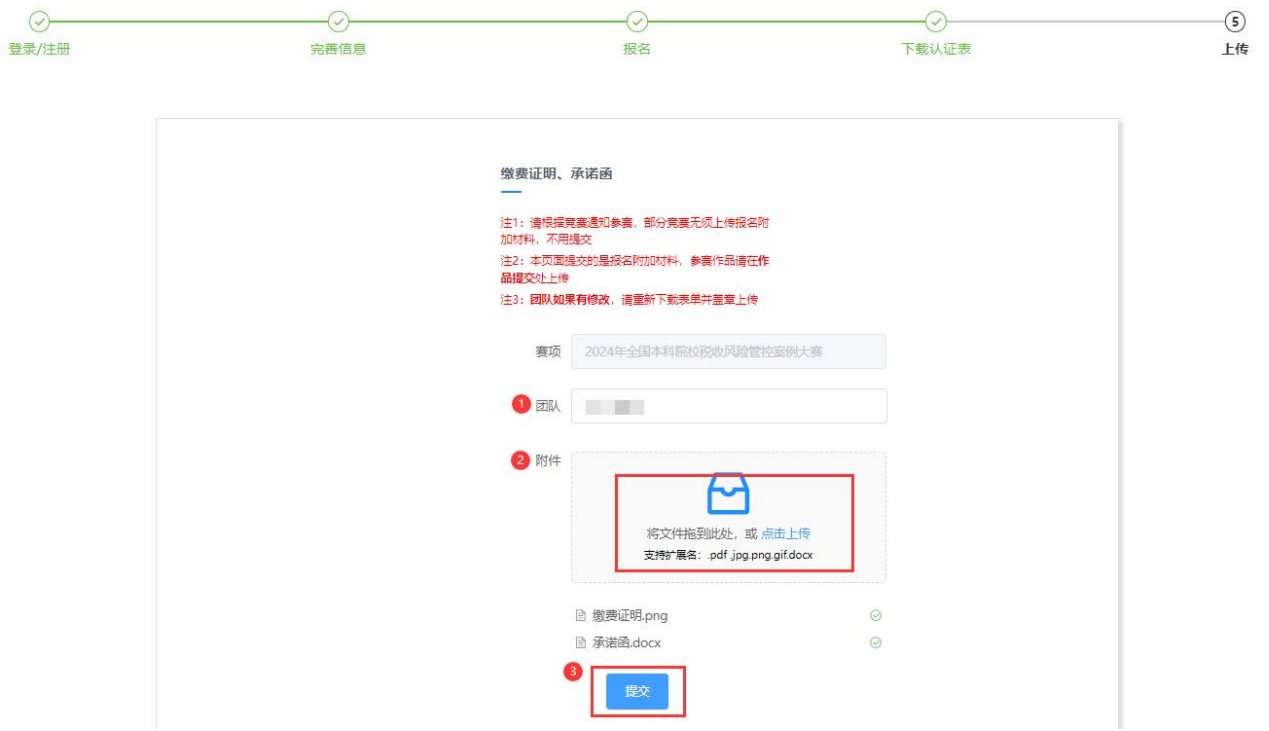 5
登录/注册
完善信息
报名
下载认证表
上传
缴费证明、承诺函
注1：请根据竞赛通知参赛，部分竞赛无须上传报名附
加材料，不用提交
注2：本页面提交的是报名附加材料，参赛作品请在作
品提交处上传
注3：团队如果有修改，请重新下载表单并盖章上传
赛项
2024年全国本科院校税收风险管控案例大赛
1 团队
2 附件
将文件拖到此处，或 点击上传
支持扩展名：.pdf .jpg.png.gif.docx
缴费证明.png
承诺函.docx
3
提交